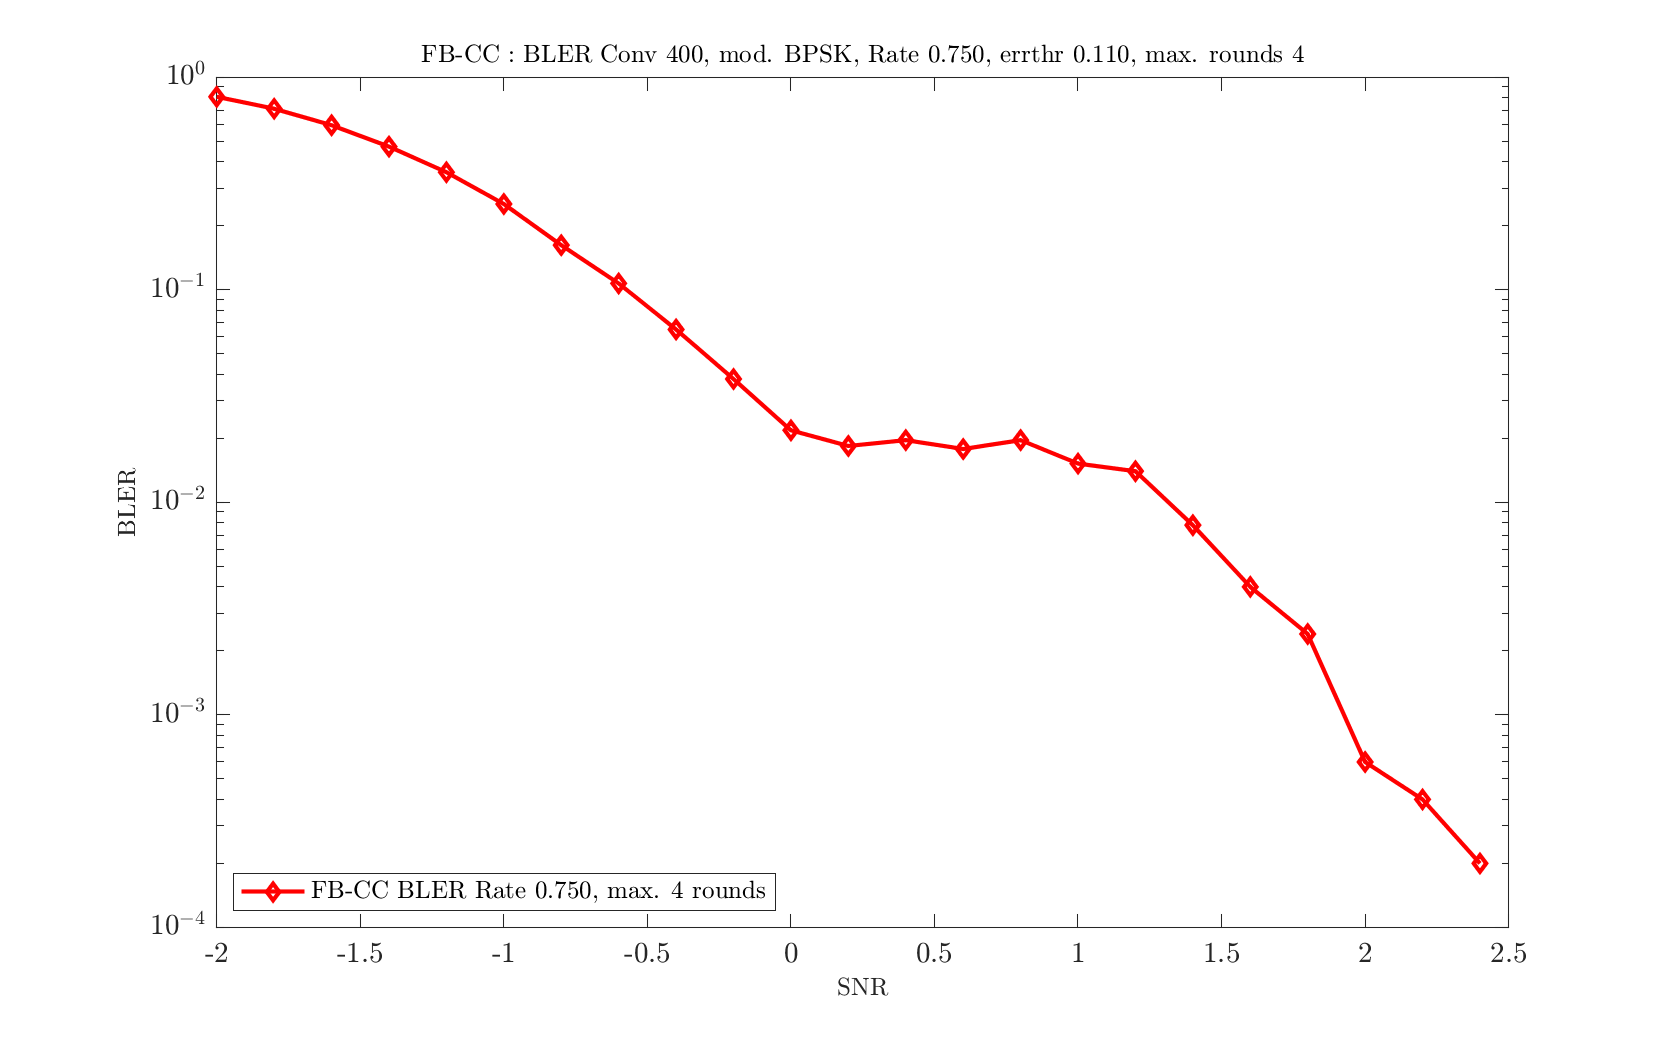 FB-CC : BLER Conv 400, mod. BPSK, Rate 0.750, errthr 0.110, max. rounds 4
10⁰
10⁻¹
10⁻²
10⁻³
10⁻⁴
BLER
FB-CC BLER Rate 0.750, max. 4 rounds
-2 -1.5 -1 -0.5 0 0.5 1 1.5 2 2.5
SNR